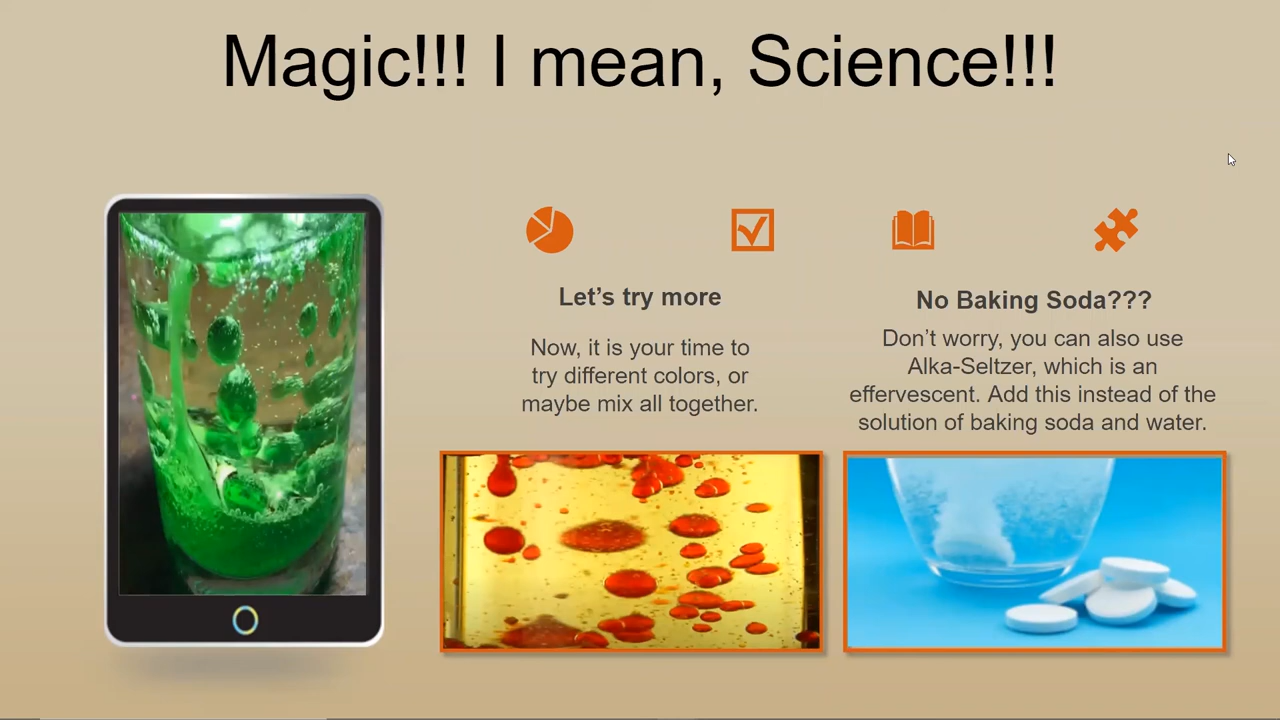 Magic!!! I mean, Science!!!
Let’s try more
Now, it is your time to
try different colors, or
maybe mix all together.
No Baking Soda???
Don’t worry, you can also use
Alka-Seltzer, which is an
effervescent. Add this instead of the
solution of baking soda and water.